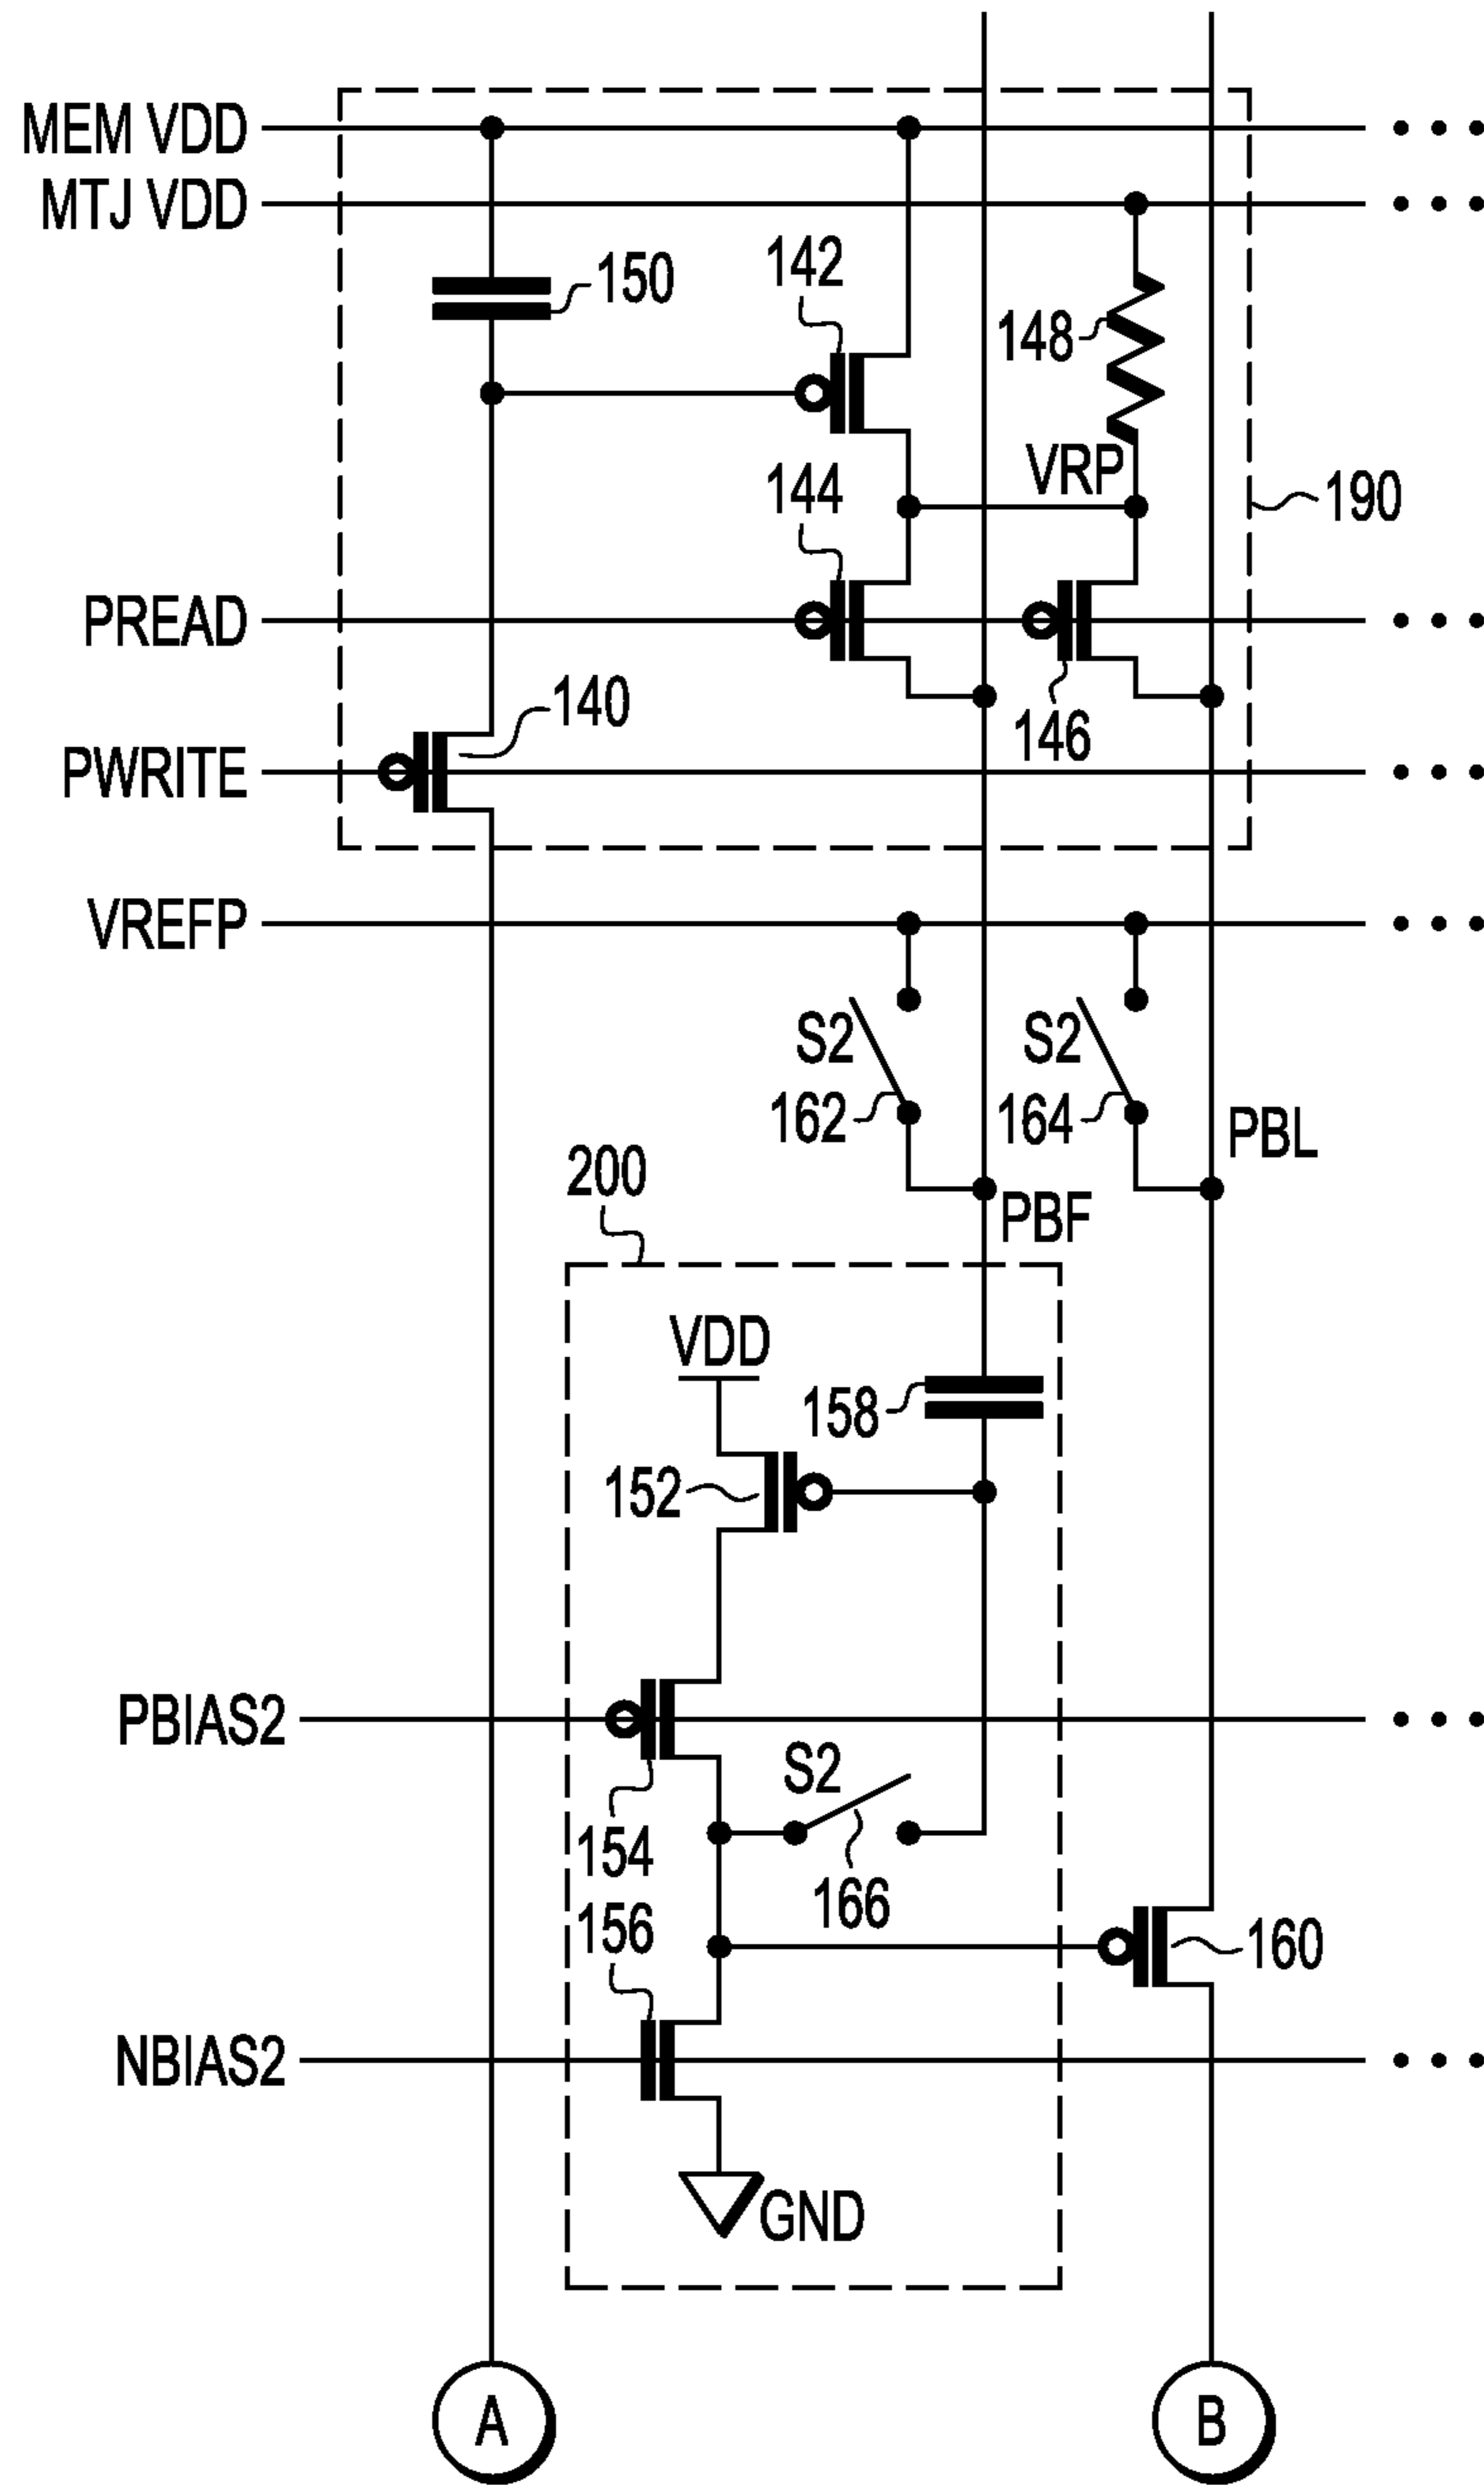 MEM VDD
MTJ VDD
150
142
148
VRP
144
190
PREAD
140
146
PWRITE
VREFP
S2
S2
162
164
PBL
200
PBF
VDD
158
152
PBIAS2
S2
154
166
156
160
NBIAS2
GND
A
B